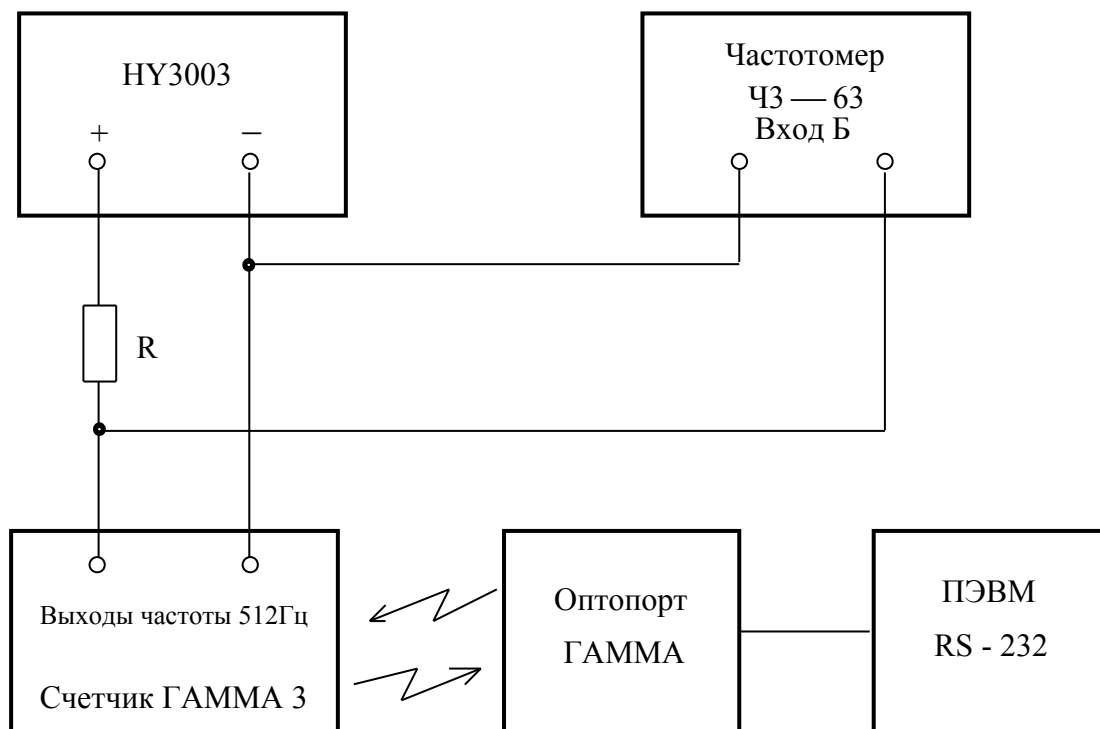 HY3003
+ –
Частотомер
Ч3 — 63
Вход Б
R
Выходы частоты 512Гц
Счетчик ГАММА 3
Оптопорт
ГАММА
ПЭВМ
RS - 232